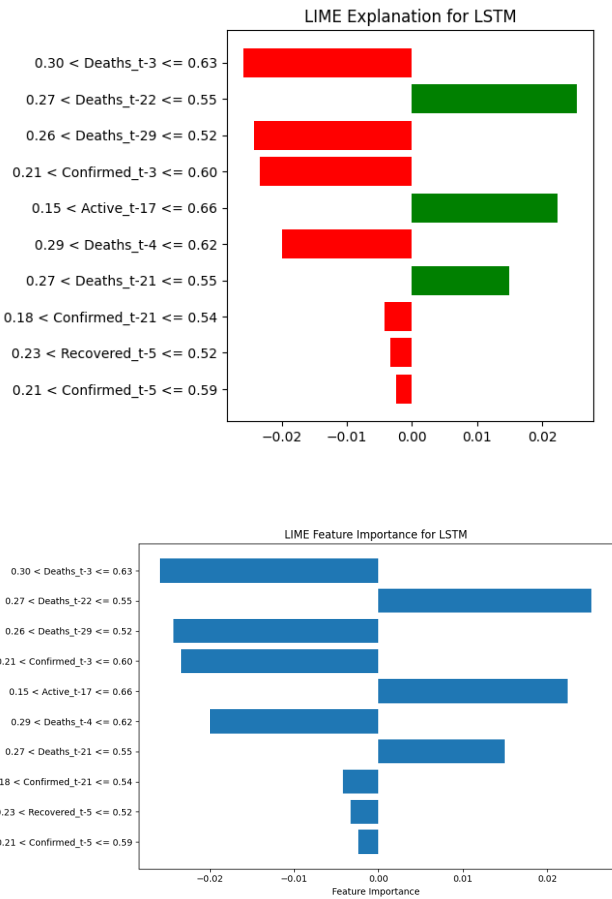 LIME Explanation for LSTM
0.30 < Deaths_t-3 <= 0.63
0.27 < Deaths_t-22 <= 0.55
0.26 < Deaths_t-29 <= 0.52
0.21 < Confirmed_t-3 <= 0.60
0.15 < Active_t-17 <= 0.66
0.29 < Deaths_t-4 <= 0.62
0.27 < Deaths_t-21 <= 0.55
0.18 < Confirmed_t-21 <= 0.54
0.23 < Recovered_t-5 <= 0.52
0.21 < Confirmed_t-5 <= 0.59
−0.02 −0.01 0.00 0.01 0.02
LIME Feature Importance for LSTM
0.30 < Deaths_t-3 <= 0.63
0.27 < Deaths_t-22 <= 0.55
0.26 < Deaths_t-29 <= 0.52
.21 < Confirmed_t-3 <= 0.60
0.15 < Active_t-17 <= 0.66
0.29 < Deaths_t-4 <= 0.62
0.27 < Deaths_t-21 <= 0.55
18 < Confirmed_t-21 <= 0.54
.23 < Recovered_t-5 <= 0.52
.21 < Confirmed_t-5 <= 0.59
−0.02 −0.01 0.00 0.01 0.02
Feature Importance